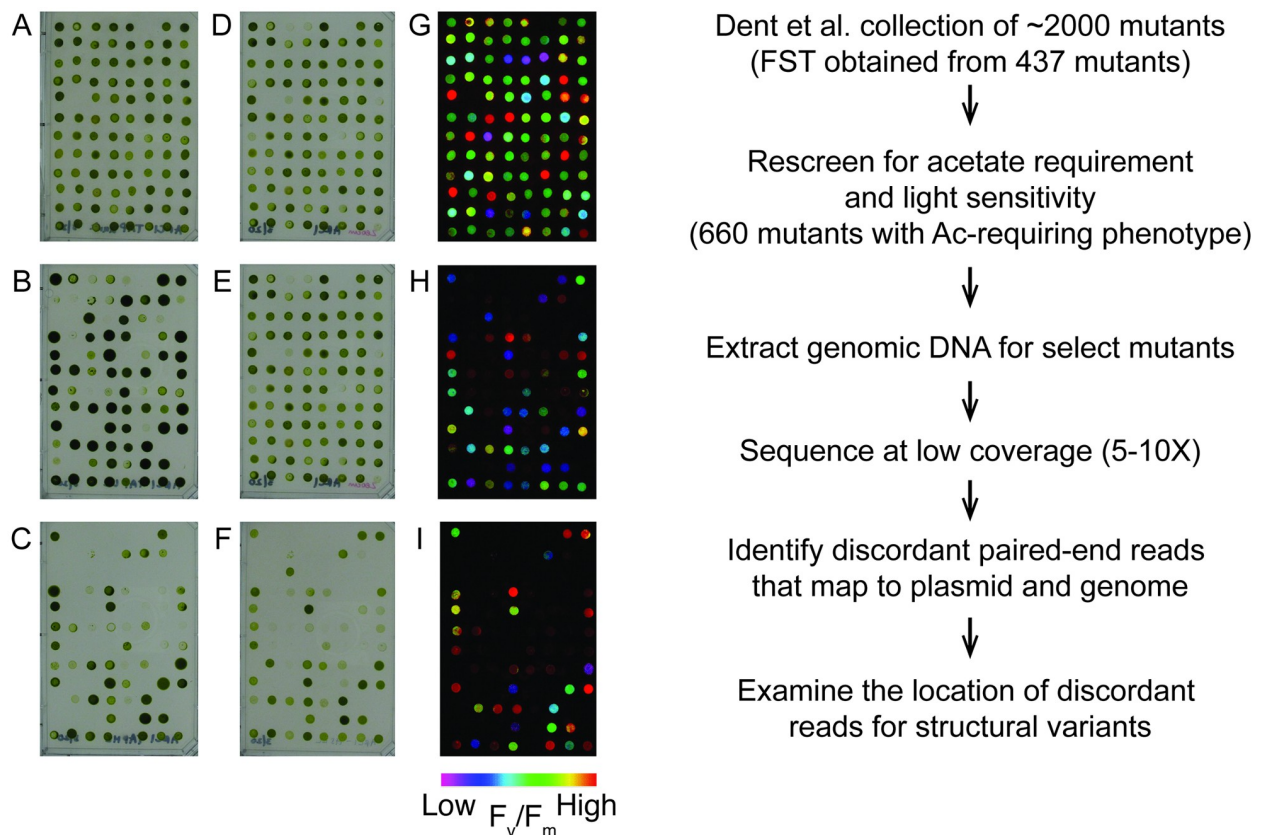 A
D
G
B
E
H
C
F
I
Low Fv/Fm High
Dent et al. collection of ~2000 mutants
(FST obtained from 437 mutants)
Rescreen for acetate requirement
and light sensitivity
(660 mutants with Ac-requiring phenotype)
Extract genomic DNA for select mutants
Sequence at low coverage (5-10X)
Identify discordant paired-end reads
that map to plasmid and genome
Examine the location of discordant
reads for structural variants